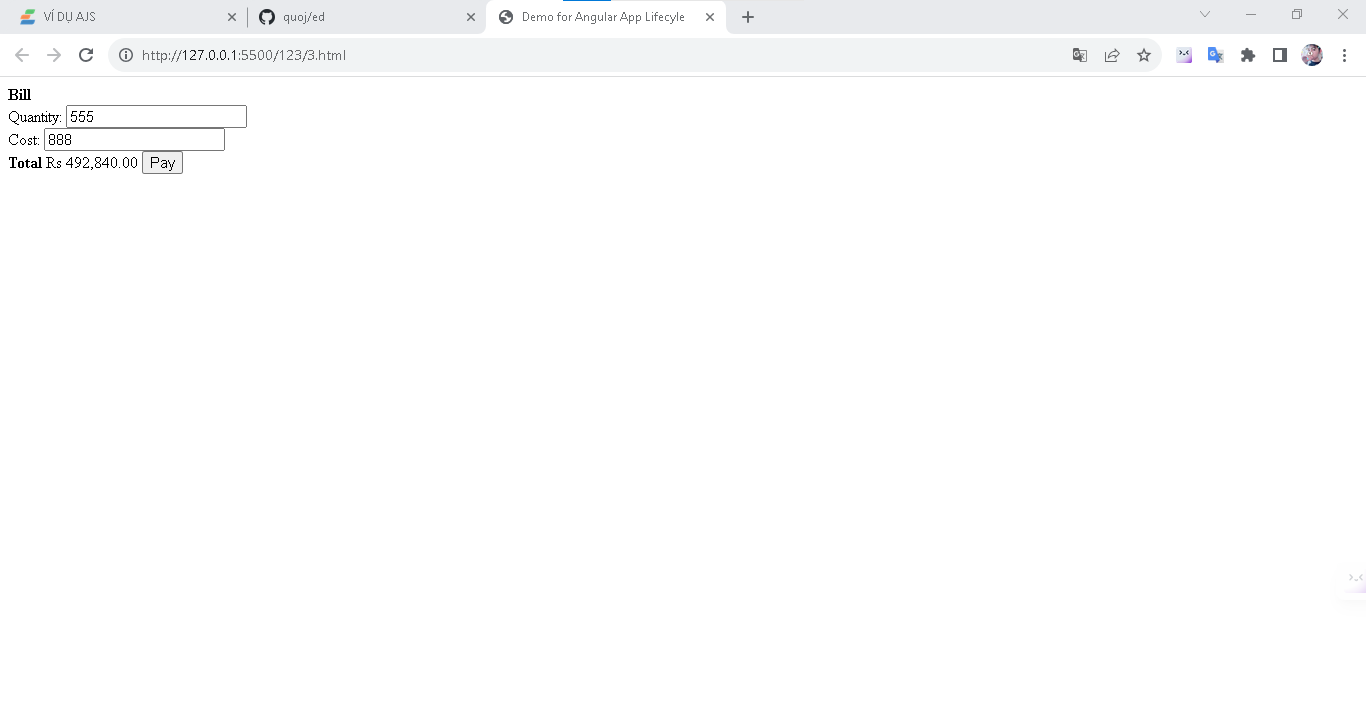 VÍ DỤ AJS
quoj/ed
Demo for Angular App Lifecyle
http://127.0.0.1:5500/123/3.html
Bill
Quantity: 555
Cost: 888
Total Rs 492,840.00 Pay